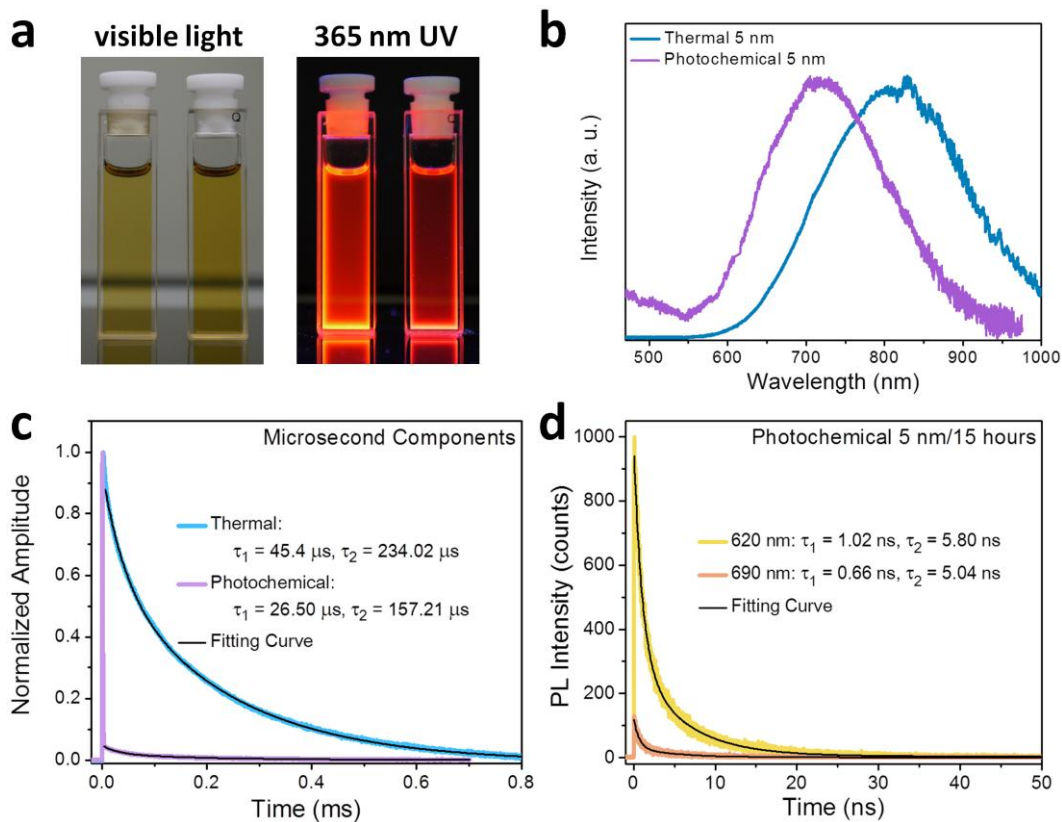 a
visible light
365 nm UV
Q
Q
b
Thermal 5 nm
Photochemical 5 nm
Intensity (a. u.)
500 600 700 800 900 1000
Wavelength (nm)
c
Microsecond Components
Normalized Amplitude
1.0
0.8
0.6
0.4
0.2
0.0
Thermal:
τ1 = 45.4 μs, τ2 = 234.02 μs
Photochemical:
τ1 = 26.50 μs, τ2 = 157.21 μs
Fitting Curve
0.0 0.2 0.4 0.6 0.8
Time (ms)
d
Photochemical 5 nm/15 hours
PL Intensity (counts)
1000
800
600
400
200
0
620 nm: τ1 = 1.02 ns, τ2 = 5.80 ns
690 nm: τ1 = 0.66 ns, τ2 = 5.04 ns
Fitting Curve
0 10 20 30 40 50
Time (ns)